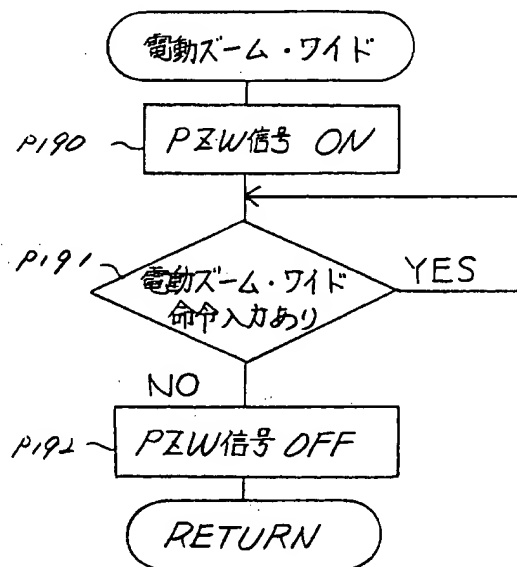 電動ズーム・ワイド
P190
PZW信号 ON
P191
電動ズーム・ワイド
命令入力あり
YES
NO
P192
PZW信号 OFF
RETURN